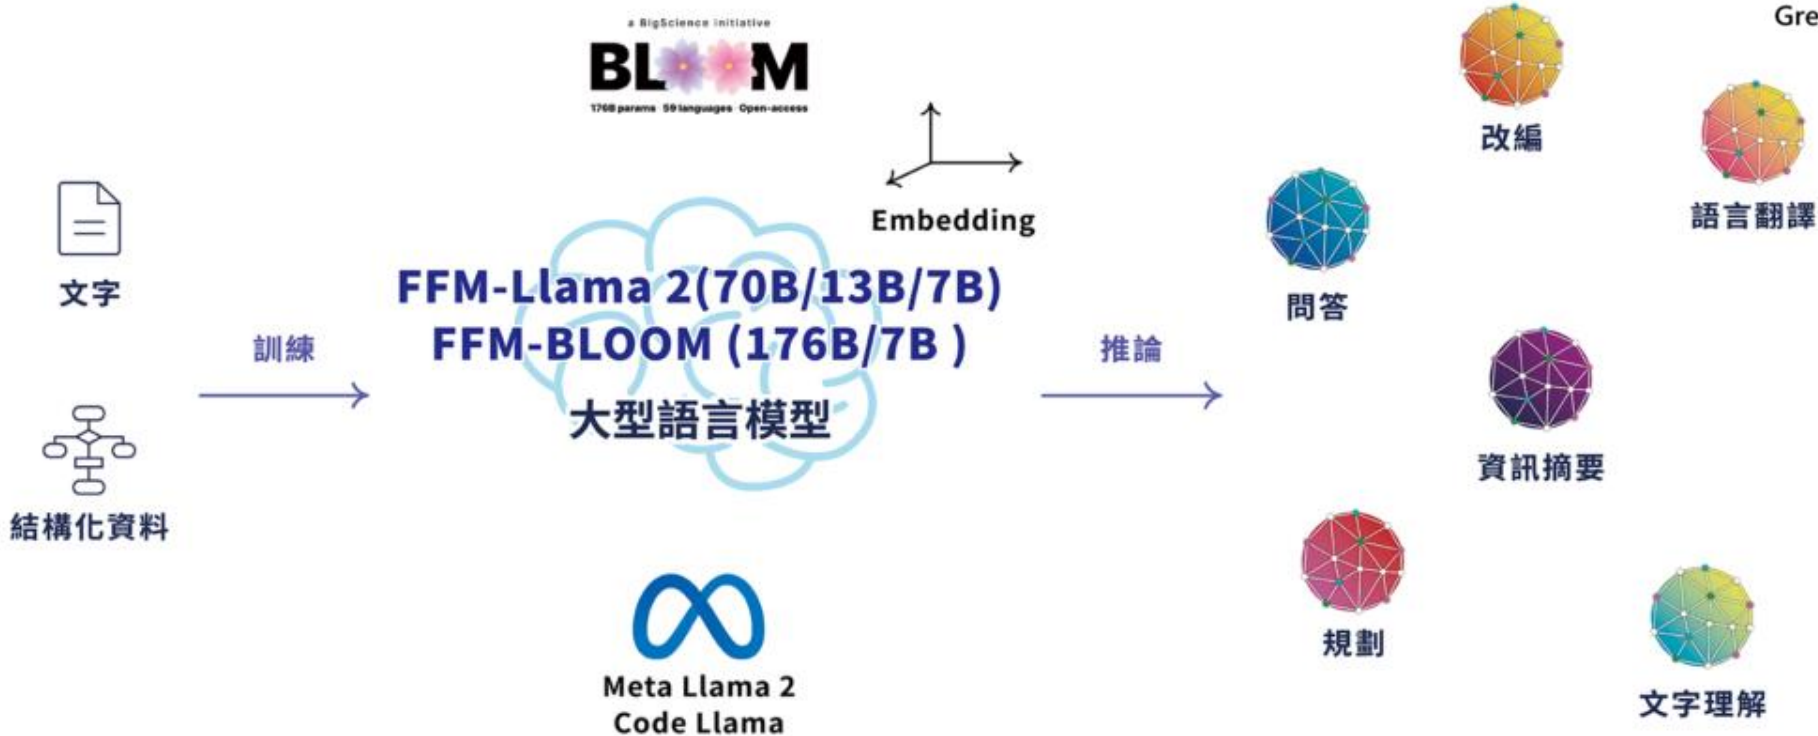 a BigScience initiative
BLOOM
176B params 59 languages Open-access
Gre
改編
語言翻譯
Embedding
文字
問答
FFM-Llama 2(70B/13B/7B)
FFM-BLOOM (176B/7B )
大型語言模型
訓練
推論
資訊摘要
結構化資料
規劃
Meta Llama 2
Code Llama
文字理解